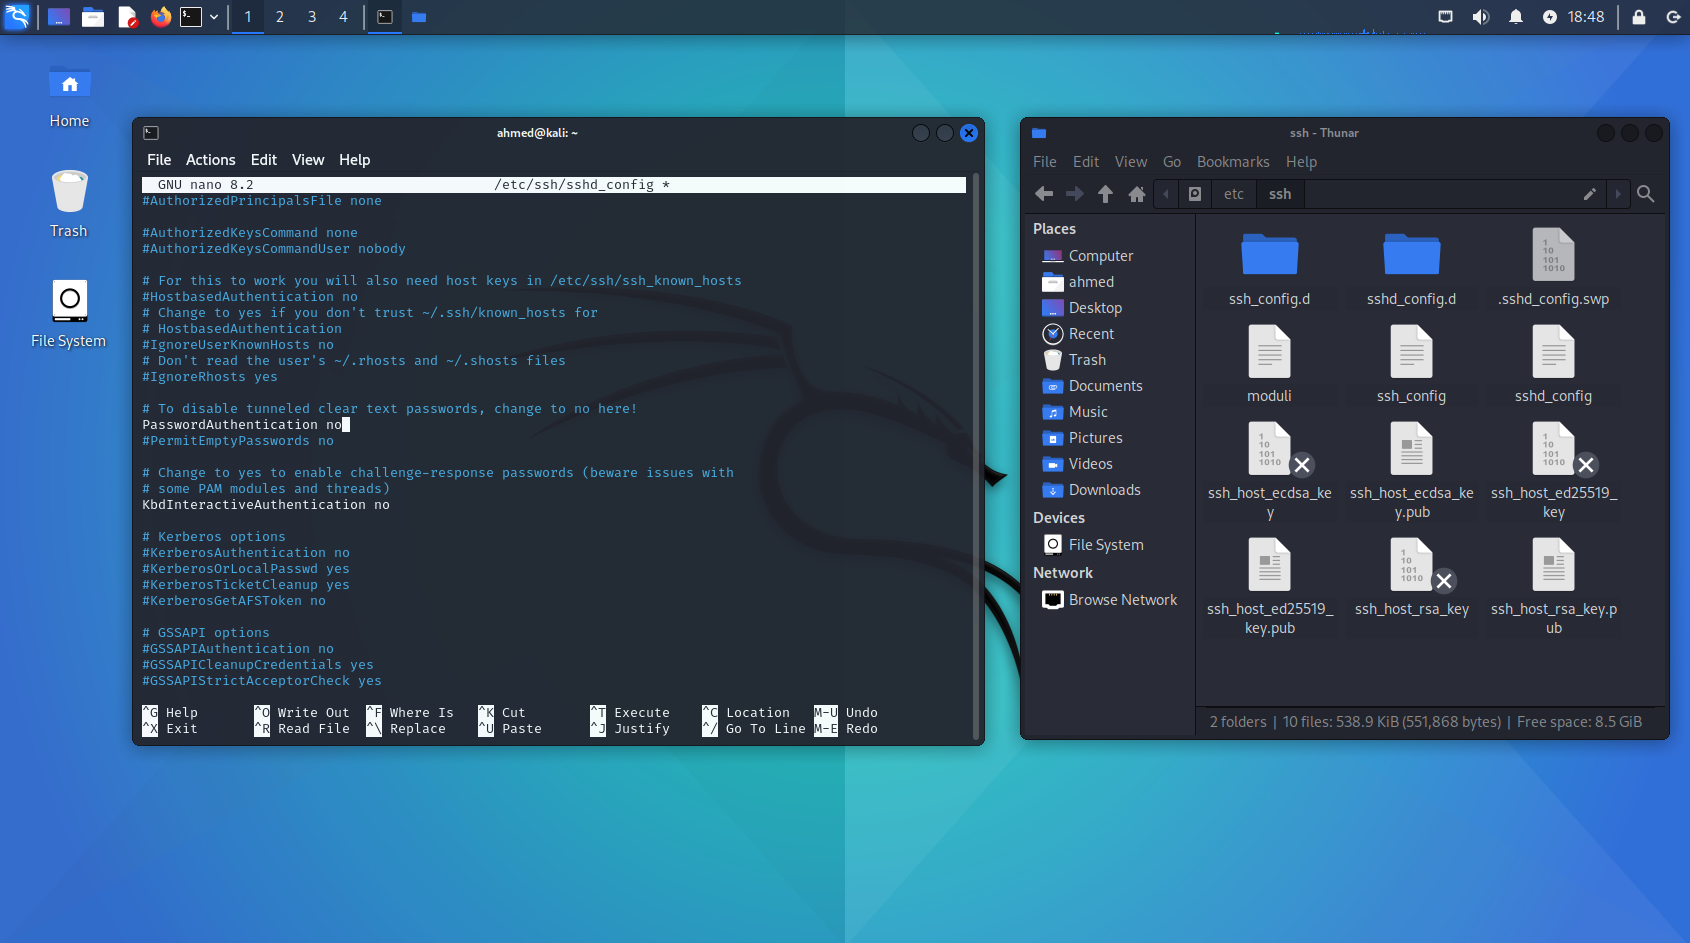 1 2 3 4
18:48
Home
Trash
File System
ahmed@kali: ~
File Actions Edit View Help
GNU nano 8.2 /etc/ssh/sshd_config *
#AuthorizedPrincipalsFile none
#AuthorizedKeysCommand none
#AuthorizedKeysCommandUser nobody
# For this to work you will also need host keys in /etc/ssh/ssh_known_hosts
#HostbasedAuthentication no
# Change to yes if you don't trust ~/.ssh/known_hosts for
# HostbasedAuthentication
#IgnoreUserKnownHosts no
# Don't read the user's ~/.rhosts and ~/.shosts files
#IgnoreRhosts yes
# To disable tunneled clear text passwords, change to no here!
PasswordAuthentication no
#PermitEmptyPasswords no
# Change to yes to enable challenge-response passwords (beware issues with
# some PAM modules and threads)
KbdInteractiveAuthentication no
# Kerberos options
#KerberosAuthentication no
#KerberosOrLocalPasswd yes
#KerberosTicketCleanup yes
#KerberosGetAFSToken no
# GSSAPI options
#GSSAPIAuthentication no
#GSSAPICleanupCredentials yes
#GSSAPIStrictAcceptorCheck yes
^G Help ^O Write Out ^F Where Is ^K Cut ^T Execute ^C Location M-U Undo
^X Exit ^R Read File ^\ Replace ^U Paste ^J Justify ^/ Go To Line M-E Redo
ssh - Thunar
File Edit View Go Bookmarks Help
etc ssh
Places
Computer
ahmed
Desktop
Recent
Trash
Documents
Music
Pictures
Videos
Downloads
Devices
File System
Network
Browse Network
ssh_config.d
sshd_config.d
.sshd_config.swp
moduli
ssh_config
sshd_config
ssh_host_ecdsa_ke
y
ssh_host_ecdsa_ke
y.pub
ssh_host_ed25519_
key
ssh_host_ed25519_
key.pub
ssh_host_rsa_key
ssh_host_rsa_key.p
ub
2 folders | 10 files: 538.9 KiB (551,868 bytes) | Free space: 8.5 GiB